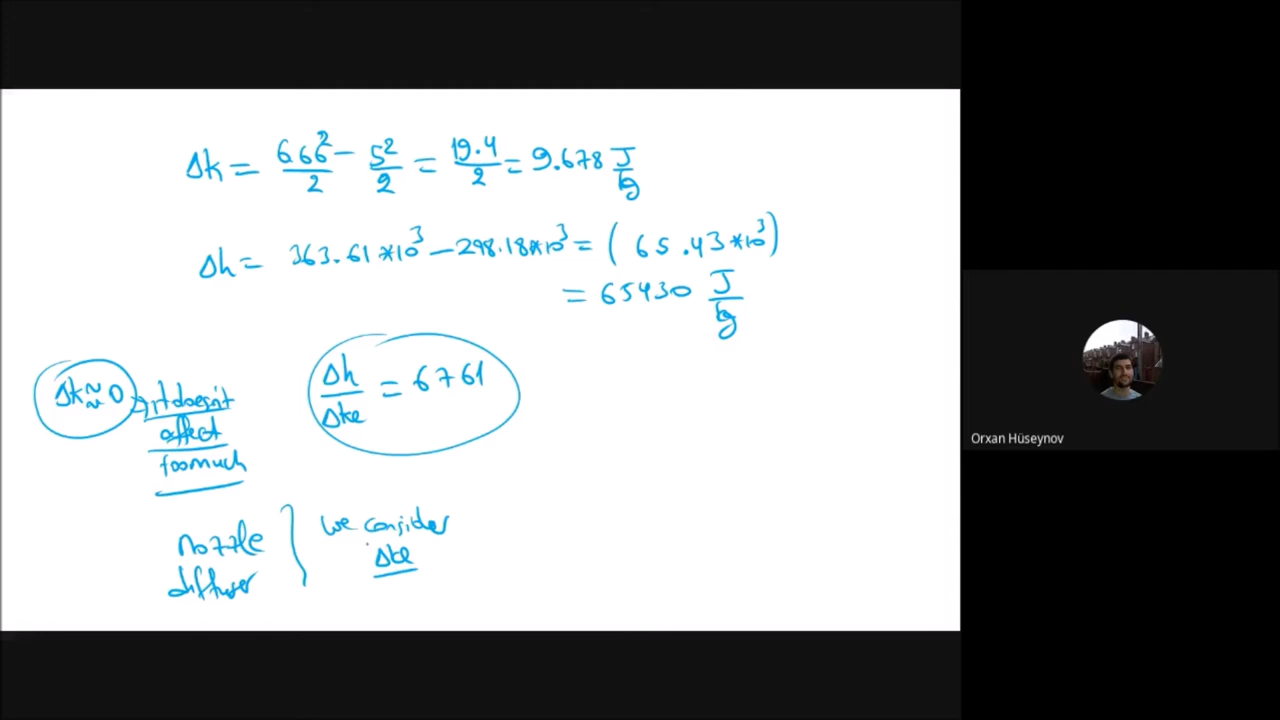 Δk = 6.66²/2 - 5²/2 = 19.4/2 = 9.678 J/kg
Δh = 363.61*10³ - 298.18*10³ = (65.43*10³)
= 65430 J/kg
Δk≈0 → it doesn't
affect
too much
Δh/Δke = 6761
nozzle
diffuser
we consider
Δke
Orxan Hüseynov